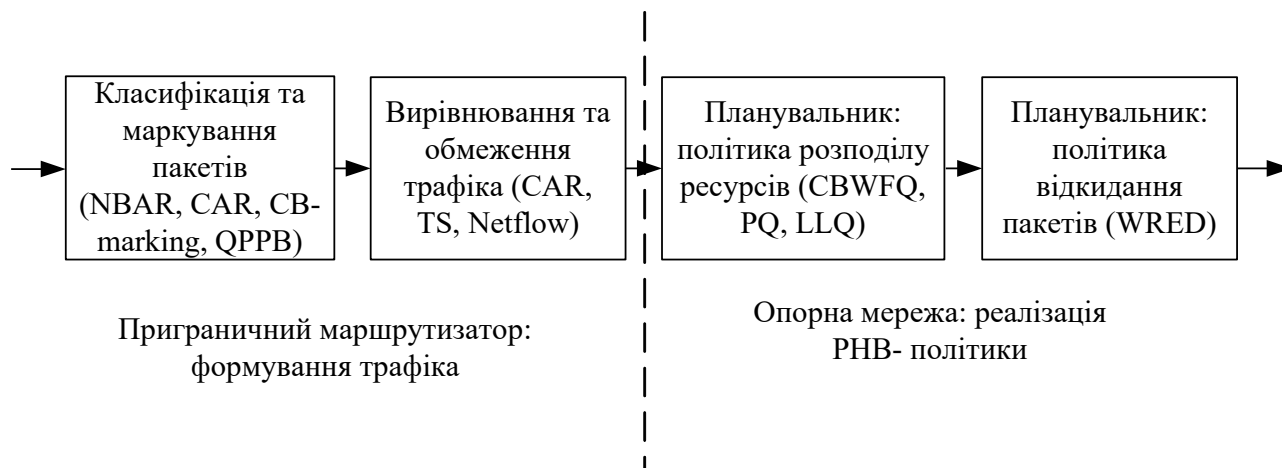 Класифікація та
маркування
пакетів
(NBAR, CAR, CB-
marking, QPPB)
Вирівнювання та
обмеження
трафіка (CAR,
TS, Netflow)
Планувальник:
політика розподілу
ресурсів (CBWFQ,
PQ, LLQ)
Планувальник:
політика
відкидання
пакетів (WRED)
Приграничний маршрутизатор:
формування трафіка
Опорна мережа: реалізація
PHB- політики